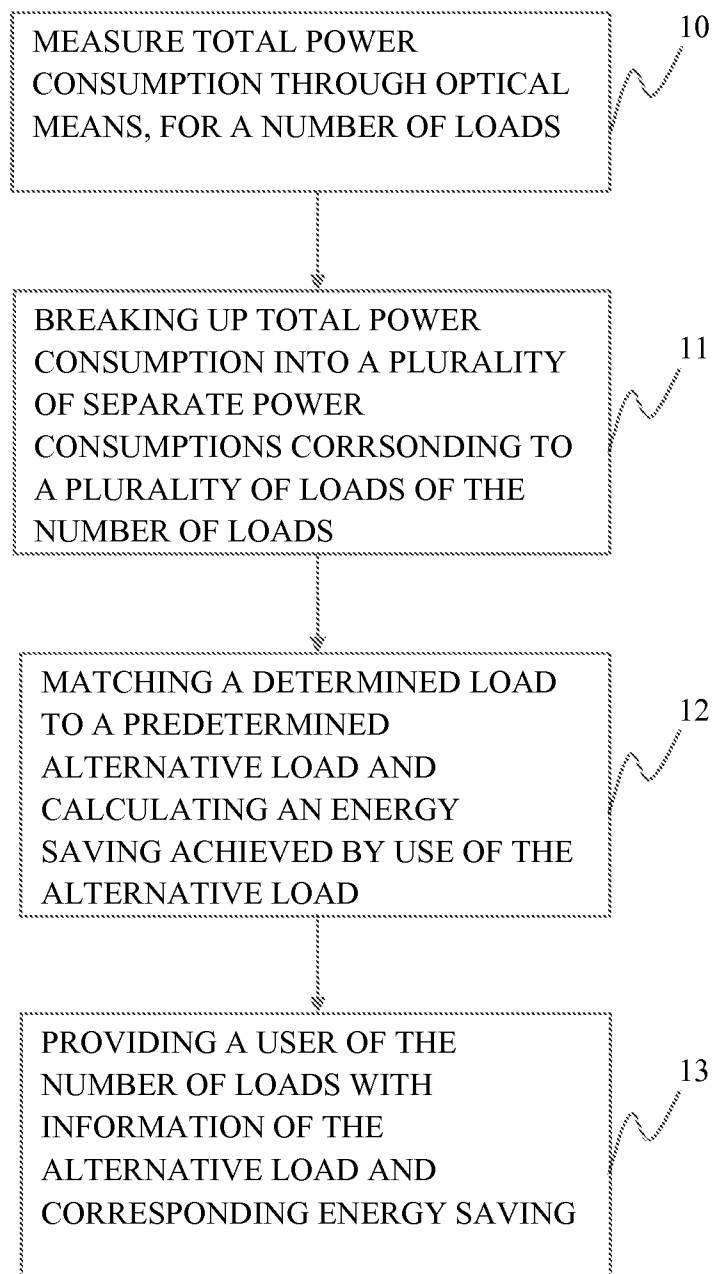 MEASURE TOTAL POWER
CONSUMPTION THROUGH OPTICAL
MEANS, FOR A NUMBER OF LOADS
10
BREAKING UP TOTAL POWER
CONSUMPTION INTO A PLURALITY
OF SEPARATE POWER
CONSUMPTIONS CORRSONDING TO
A PLURALITY OF LOADS OF THE
NUMBER OF LOADS
11
MATCHING A DETERMINED LOAD
TO A PREDETERMINED
ALTERNATIVE LOAD AND
CALCULATING AN ENERGY
SAVING ACHIEVED BY USE OF THE
ALTERNATIVE LOAD
12
PROVIDING A USER OF THE
NUMBER OF LOADS WITH
INFORMATION OF THE
ALTERNATIVE LOAD AND
CORRESPONDING ENERGY SAVING
13